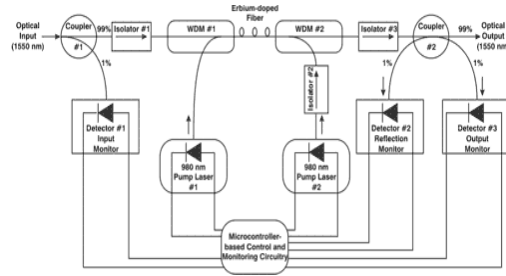 Optical
Input
(1550 nm)
Coupler
#1
99%
1%
Isolator #1
WDM #1
Erbium-doped
Fiber
WDM #2
Isolator #2
Isolator #3
Coupler
#2
99%
1%
1%
Optical
Output
(1550 nm)
Detector #1
Input
Monitor
980 nm
Pump Laser
#1
980 nm
Pump Laser
#2
Detector #2
Reflection
Monitor
Detector #3
Output
Monitor
Microcontroller-
based Control and
Monitoring Circuitry